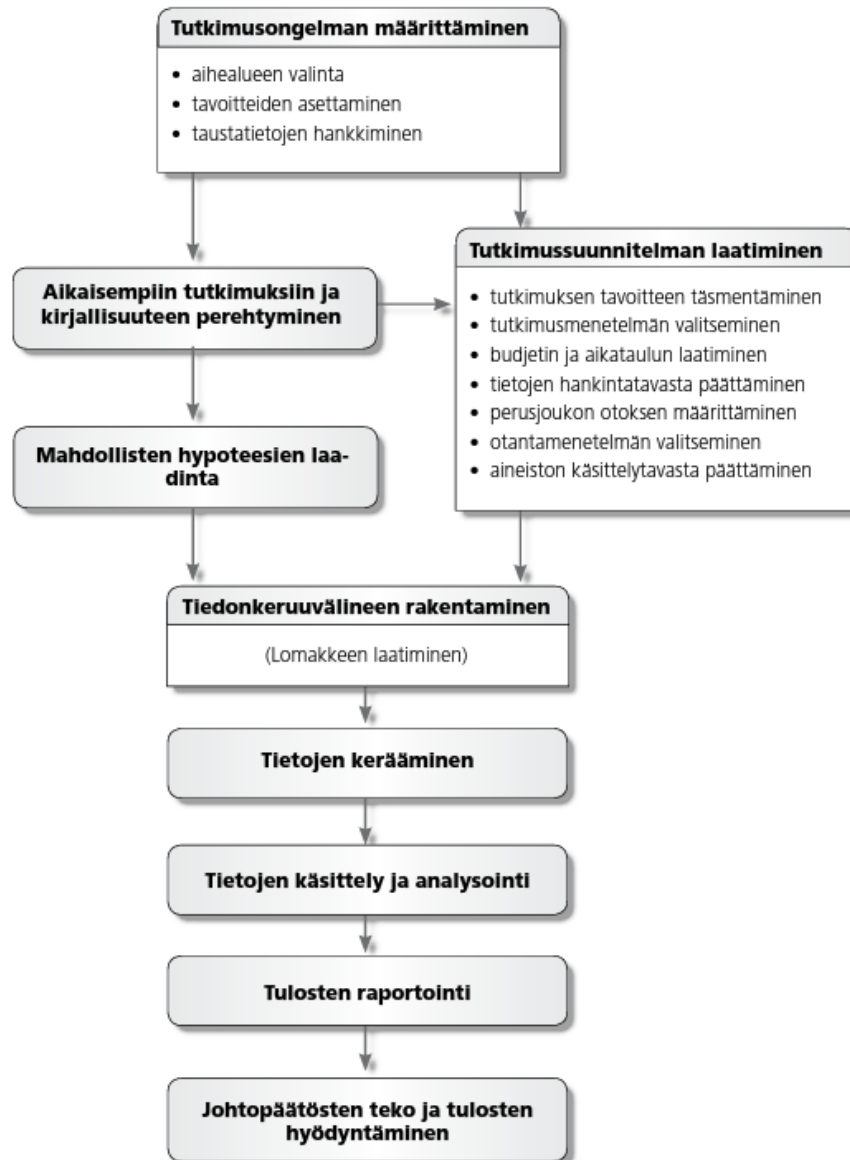 Tutkimusongelman määrittäminen
• aihealueen valinta
• tavoitteiden asettaminen
• taustatietojen hankkiminen
Aikaisempiin tutkimuksiin ja
kirjallisuuteen perehtyminen
Tutkimussuunnitelman laatiminen
• tutkimuksen tavoitteen täsmentäminen
• tutkimusmenetelmän valitseminen
• budjetin ja aikataulun laatiminen
• tietojen hankintatavasta päättäminen
• perusjoukon otoksen määrittäminen
• otantamenetelmän valitseminen
• aineiston käsittelytavasta päättäminen
Mahdollisten hypoteesien laa-
dinta
Tiedonkeruuvälineen rakentaminen
(Lomakkeen laatiminen)
Tietojen kerääminen
Tietojen käsittely ja analysointi
Tulosten raportointi
Johtopäätösten teko ja tulosten
hyödyntäminen